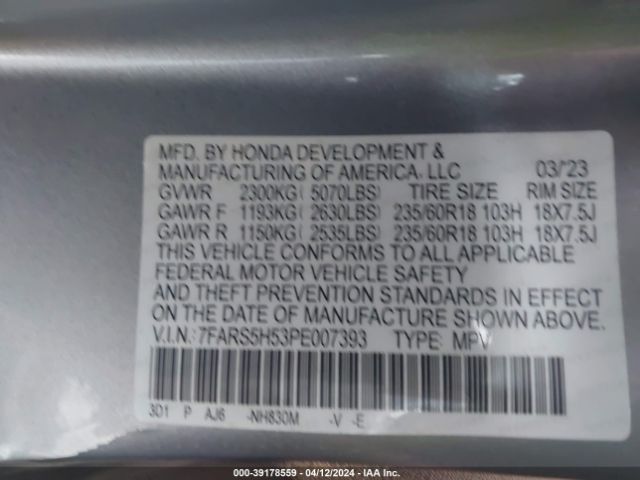 MFD. BY HONDA DEVELOPMENT &
MANUFACTURING OF AMERICA, LLC 03/'23
GVWR 2300KG( 5070LBS) TIRE SIZE RIM SIZE
GAWR F 1193KG( 2630LBS) 235/60R18 103H 18X7.5J
GAWR R 1150KG( 2535LBS) 235/60R18 103H 18X7.5J
THIS VEHICLE CONFORMS TO ALL APPLICABLE
FEDERAL MOTOR VEHICLE SAFETY
AND THEFT PREVENTION STANDARDS IN EFFECT
ON THE DATE OF MANUFACTURE SHOWN ABOVE.
V.I.N.: 7FARS5H53PE007393 TYPE: MPV
3D1 P AJ6 -NH830M -V -E
000-39178559 - 04/12/2024 - IAA Inc.